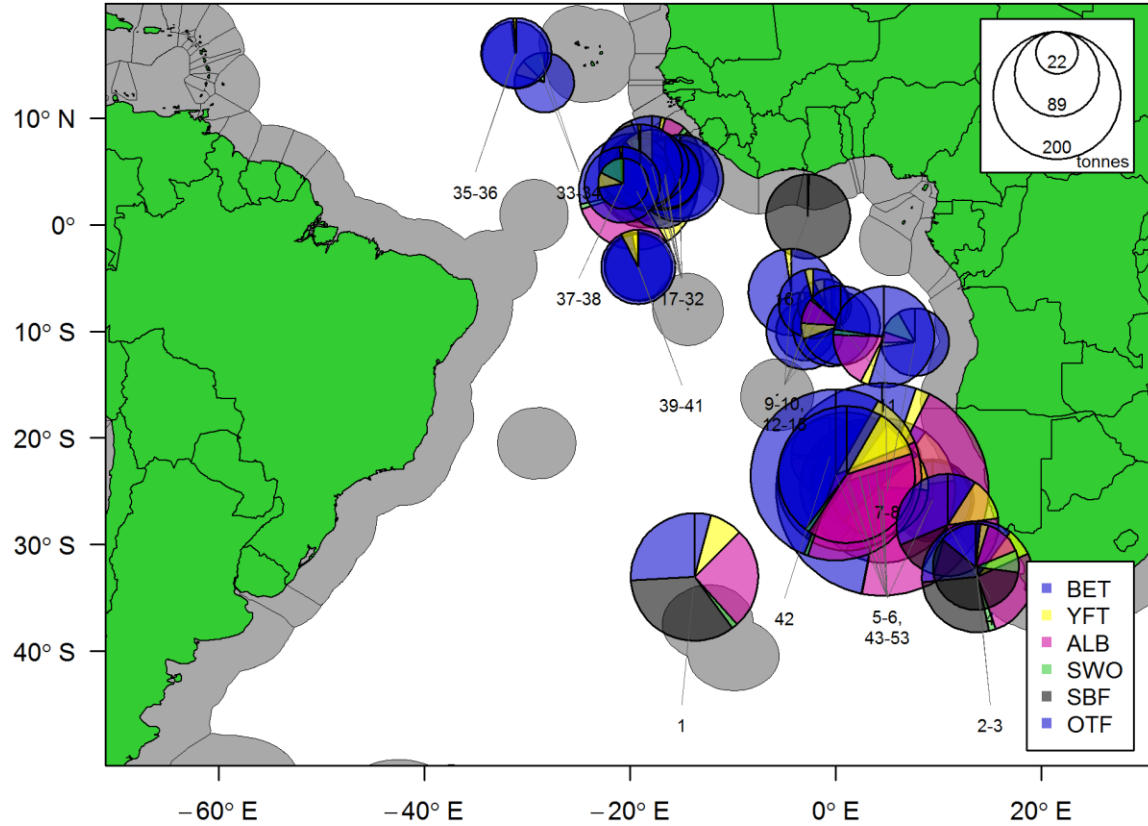 22
89
200
tonnes
10° N
0°
10° S
20° S
30° S
40° S
35-36
33-34
37-38
17-32
39-41
9-10,
12-15
11
7-8
42
5-6,
43-53
1
2-3
BET
YFT
ALB
SWO
SBF
OTF
−60° E
−40° E
−20° E
0° E
20° E